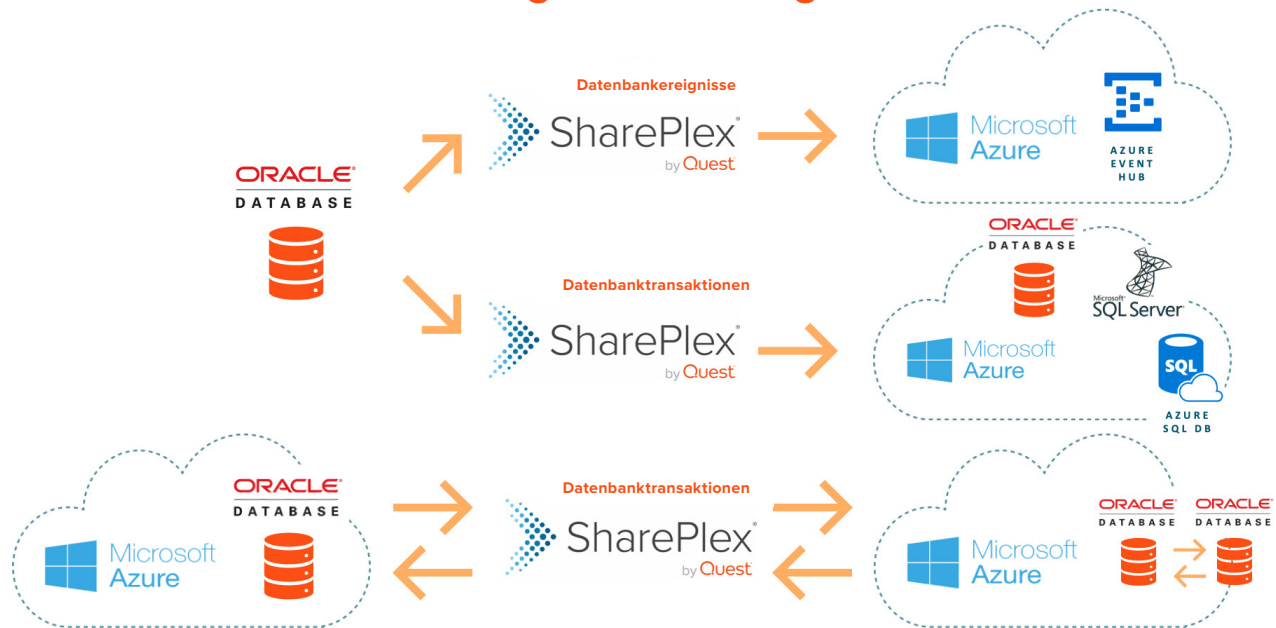 Datenbankereignisse
SharePlex®
by Quest
Microsoft
Azure
AZURE
EVENT
HUB
ORACLE®
DATABASE
ORACLE®
DATABASE
Datenbanktransaktionen
SharePlex®
by Quest
Microsoft®
SQL Server®
Microsoft
Azure
SQL
AZURE
SQL DB
ORACLE®
DATABASE
Microsoft
Azure
Datenbanktransaktionen
SharePlex®
by Quest
Microsoft
Azure
ORACLE®
DATABASE
ORACLE®
DATABASE